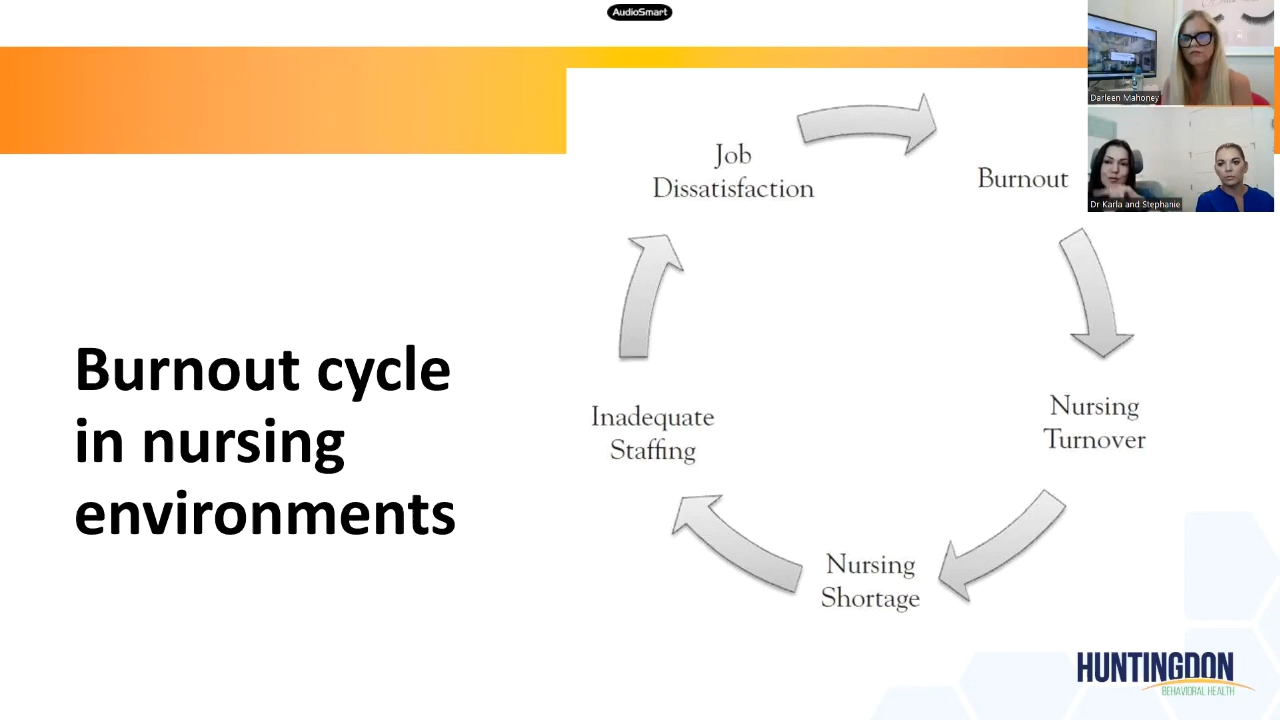 AudioSmart
Darleen Mahoney
Dr Karla and Stephanie
Job
Dissatisfaction
Burnout
Nursing
Turnover
Nursing
Shortage
Inadequate
Staffing
Burnout cycle
in nursing
environments
HUNTINGDON
BEHAVIORAL HEALTH